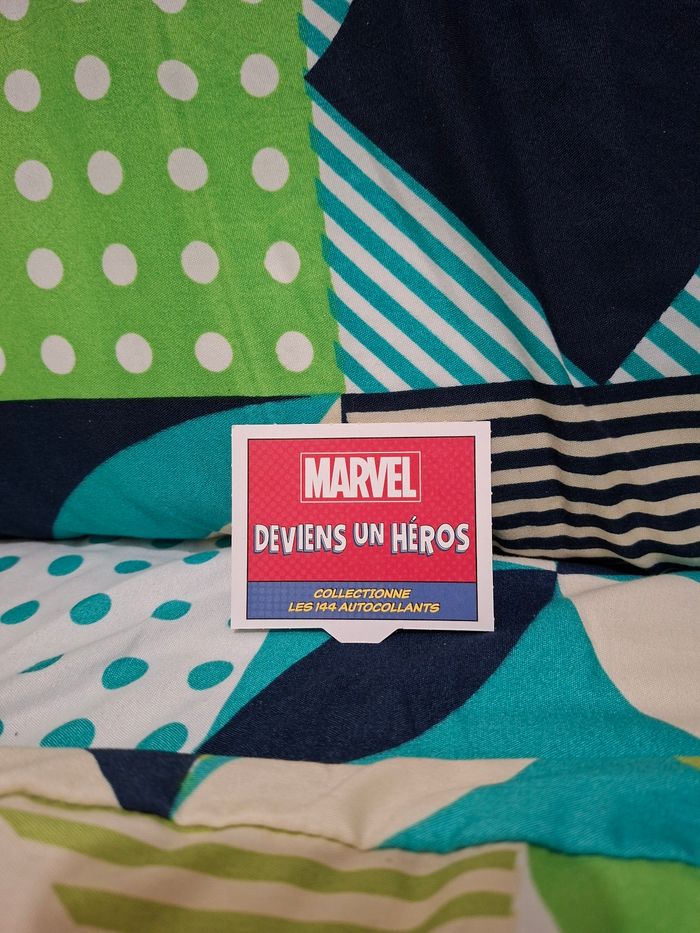 MARVEL
DEVIENS UN HÉROS
COLLECTIONNE
LES 144 AUTOCOLLANTS